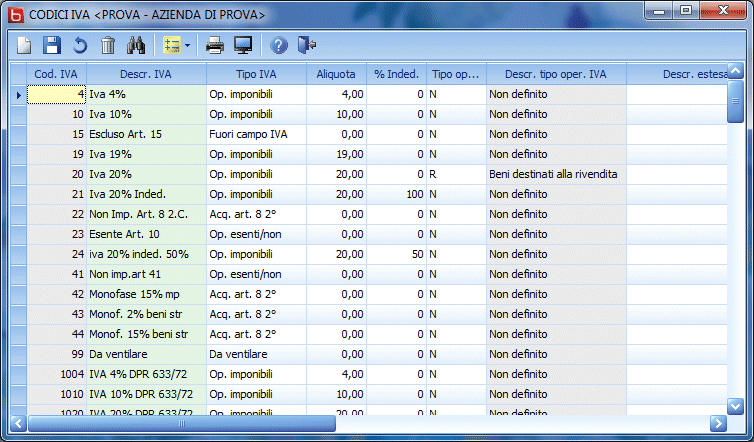 CODICI IVA <PROVA - AZIENDA DI PROVA>
Cod. IVA Descr. IVA Tipo IVA Aliquota % Inded. Tipo op... Descr. tipo oper. IVA Descr. estesa
4 Iva 4% Op. imponibili 4,00 0 N Non definito
10 Iva 10% Op. imponibili 10,00 0 N Non definito
15 Escluso Art. 15 Fuori campo IVA 0,00 0 N Non definito
19 Iva 19% Op. imponibili 19,00 0 N Non definito
20 Iva 20% Op. imponibili 20,00 0 R Beni destinati alla rivendita
21 Iva 20% Inded. Op. imponibili 20,00 100 N Non definito
22 Non Imp. Art. 8 2.C. Acq. art. 8 2° 0,00 0 N Non definito
23 Esente Art. 10 Op. esenti/non 0,00 0 N Non definito
24 iva 20% inded. 50% Op. imponibili 20,00 50 N Non definito
41 Non imp.art 41 Op. esenti/non 0,00 0 N Non definito
42 Monofase 15% mp Acq. art. 8 2° 0,00 0 N Non definito
43 Monof. 2% beni str Acq. art. 8 2° 0,00 0 N Non definito
44 Monof. 15% beni str Acq. art. 8 2° 0,00 0 N Non definito
99 Da ventilare Da ventilare 0,00 0 N Non definito
1004 IVA 4% DPR 633/72 Op. imponibili 4,00 0 N Non definito
1010 IVA 10% DPR 633/72 Op. imponibili 10,00 0 N Non definito
1020 IVA 20% DPR 633/72 Op. imponibili 20,00 0 N Non definito